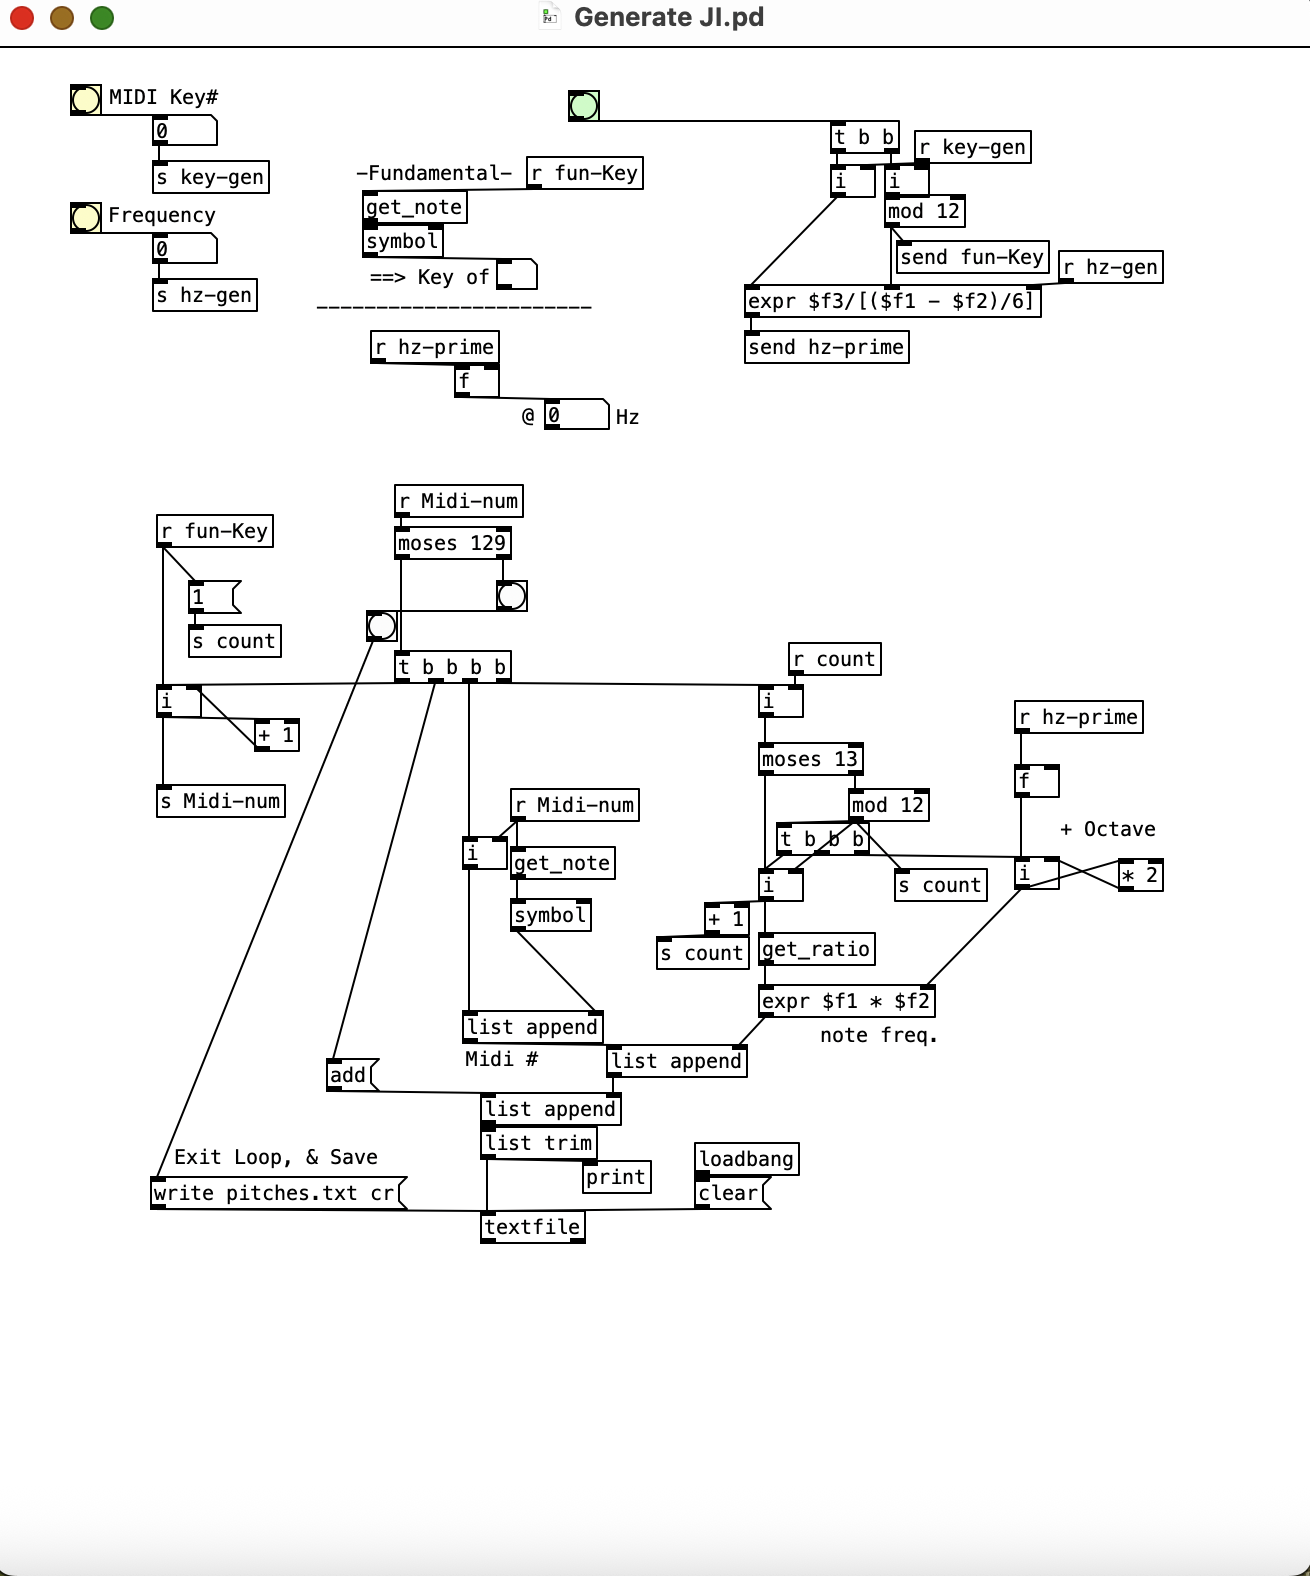 Generate JI.pd
MIDI Key#
0
s key-gen
Frequency
0
s hz-gen
-Fundamental-
r fun-Key
get_note
symbol
==> Key of
-----------------------
r hz-prime
f
@
0
Hz
t b b
r key-gen
i
i
mod 12
send fun-Key
r hz-gen
expr $f3/[($f1 - $f2)/6]
send hz-prime
r Midi-num
r fun-Key
moses 129
1
s count
t b b b b
r count
i
+ 1
s Midi-num
i
r hz-prime
moses 13
f
mod 12
+ Octave
t b b b
r Midi-num
i
get_note
symbol
i
s count
i
* 2
+ 1
s count
get_ratio
expr $f1 * $f2
note freq.
list append
Midi #
list append
add
list append
list trim
print
Exit Loop, & Save
write pitches.txt cr
loadbang
clear
textfile